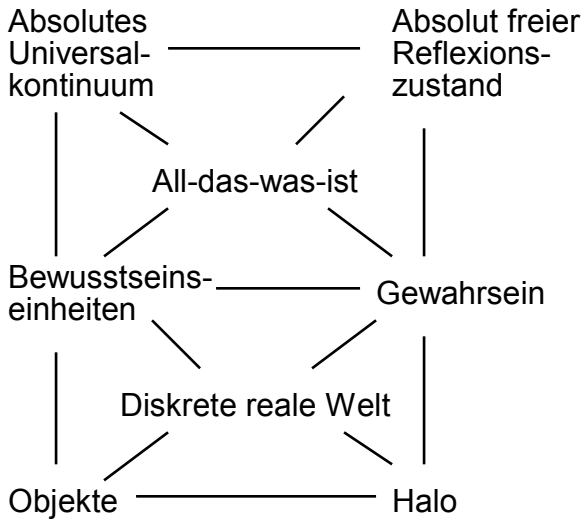 Absolutes
Universal-
kontinuum
Absolut freier
Reflexions-
zustand
All-das-was-ist
Bewusstseins-
einheiten
Gewahrsein
Diskrete reale Welt
Objekte
Halo